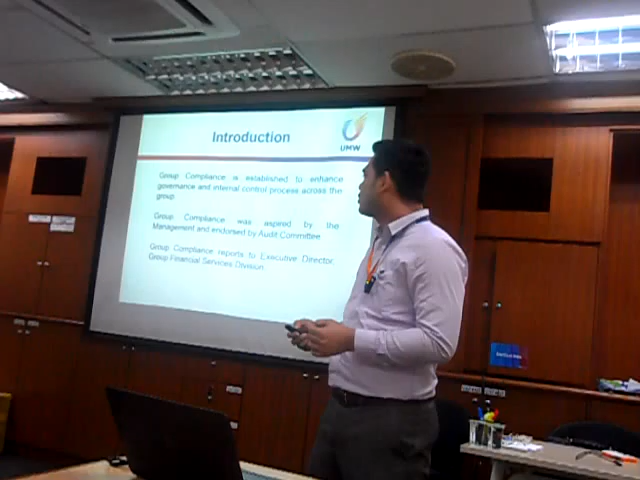 Introduction
UMW
Group Compliance is established to enhance
governance and internal control process across the
group.
Group Compliance was aspired by the
Management and endorsed by Audit Committee.
Group Compliance reports to Executive Director,
Group Financial Services Division.